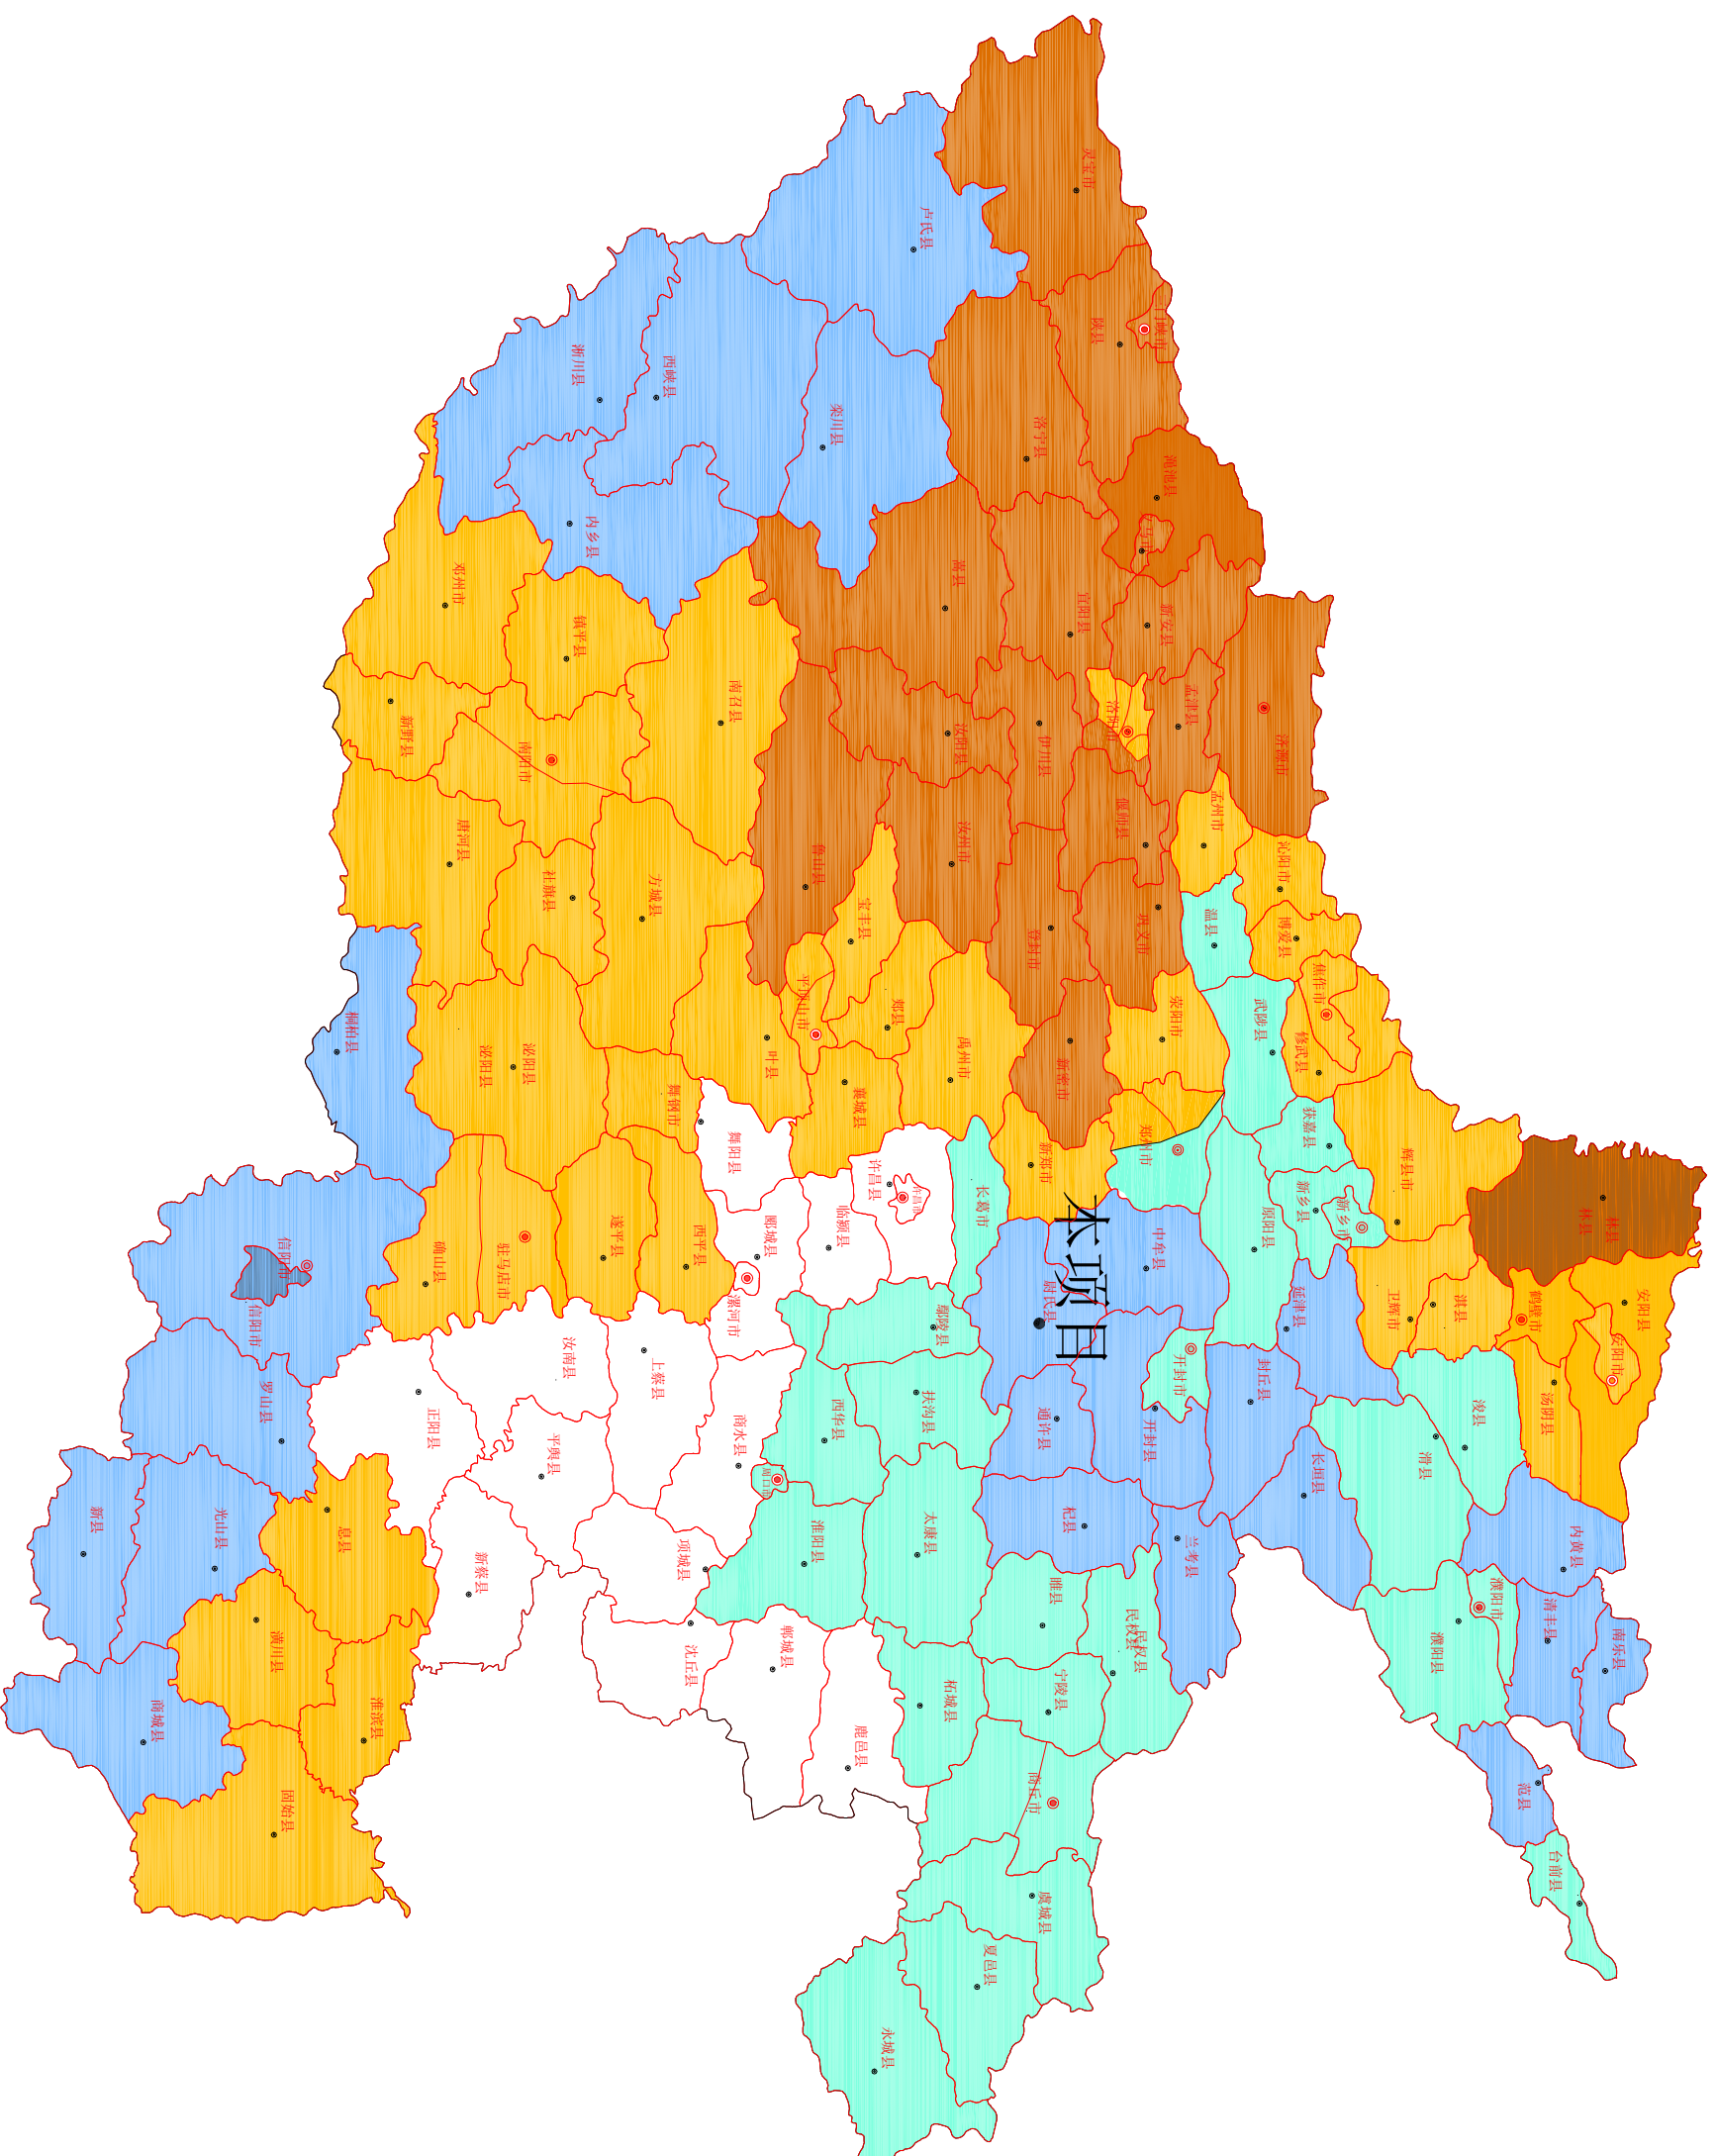 灵宝市
卢氏县
三门峡市
陕县
淅川县
西峡县
栾川县
洛宁县
渑池县
义马市
内乡县
嵩县
宜阳县
新安县
邓州市
镇平县
南召县
汝阳县
伊川县
洛阳市
孟津县
济源市
新野县
南阳市
唐河县
社旗县
方城县
鲁山县
宝丰县
汝州市
偃师县
孟州市
沁阳市
温县
博爱县
巩义市
登封市
平顶山市
郏县
禹州市
荥阳市
武陟县
焦作市
修武县
桐柏县
泌阳县
泌阳县
叶县
舞钢市
襄城县
新密市
郑州市
获嘉县
辉县市
林县
林县
舞阳县
许昌县
许昌市
长葛市
新郑市
本项目
中牟县
原阳县
新乡县
新乡市
信阳市
信阳市
确山县
驻马店市
遂平县
西平县
郾城县
临颍县
漯河市
鄢陵县
尉氏县
开封市
延津县
卫辉市
淇县
鹤壁市
安阳县
安阳市
汤阴县
罗山县
正阳县
汝南县
上蔡县
商水县
西华县
扶沟县
通许县
开封县
封丘县
长垣县
滑县
浚县
内黄县
新县
光山县
息县
平舆县
新蔡县
项城县
周口市
淮阳县
太康县
杞县
兰考县
濮阳市
濮阳县
清丰县
南乐县
潢川县
淮滨县
商城县
固始县
沈丘县
郸城县
鹿邑县
柘城县
睢县
宁陵县
民权县
民权县
商丘市
虞城县
夏邑县
永城县
范县
台前县